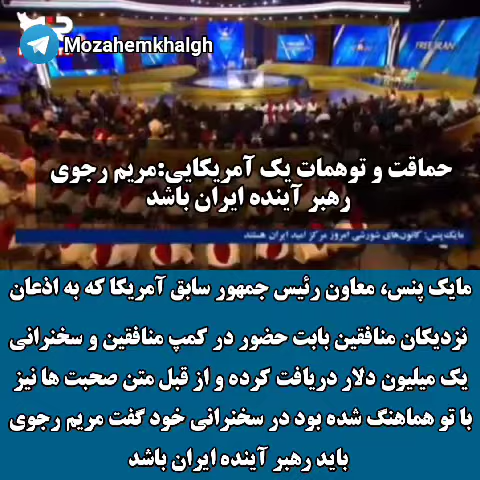 Mozahemkhalgh
FREE IRAN
حماقت و توهمات یک آمریکایی:مریم رجوی
رهبر آینده ایران باشد
مایک پنس: کانون‌های شورشی امروز مرکز امید ایران هستند
مایک پنس، معاون رئیس جمهور سابق آمریکا که به اذعان
نزدیکان منافقین بابت حضور در کمپ منافقین و سخنرانی
یک میلیون دلار دریافت کرده و از قبل متن صحبت ها نیز
با تو هماهنگ شده بود در سخنرانی خود گفت مریم رجوی
باید رهبر آینده ایران باشد